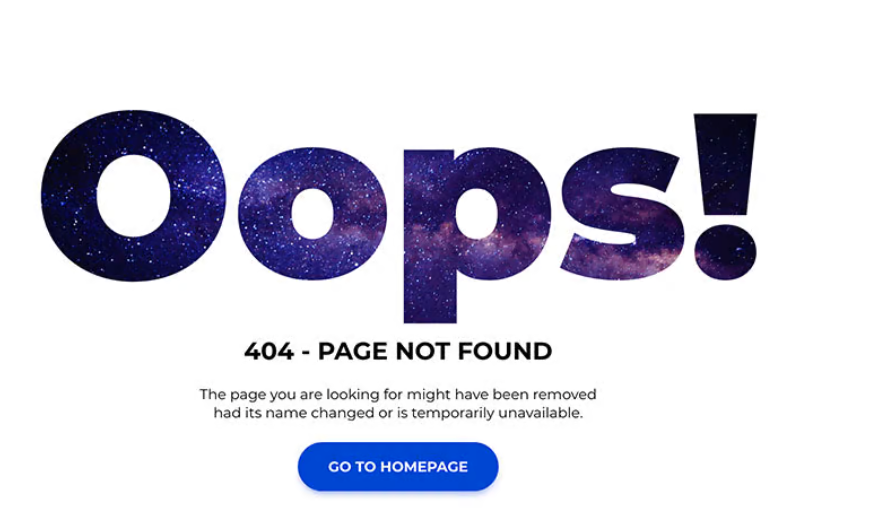 Oops!
404 - PAGE NOT FOUND
The page you are looking for might have been removed
had its name changed or is temporarily unavailable.
GO TO HOMEPAGE